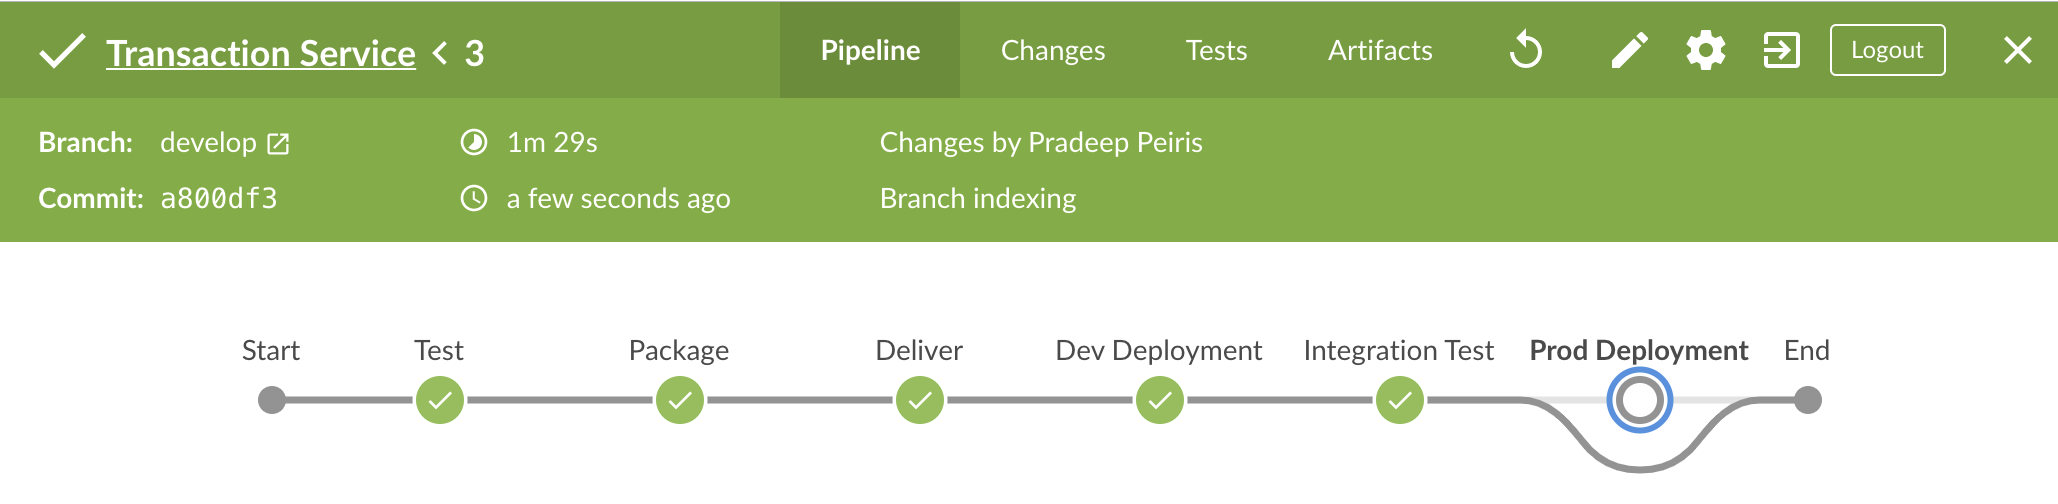 Transaction Service < 3
Pipeline
Changes
Tests
Artifacts
Logout
Branch: develop
1m 29s
Changes by Pradeep Peiris
Commit: a800df3
a few seconds ago
Branch indexing
Start
Test
Package
Deliver
Dev Deployment
Integration Test
Prod Deployment
End